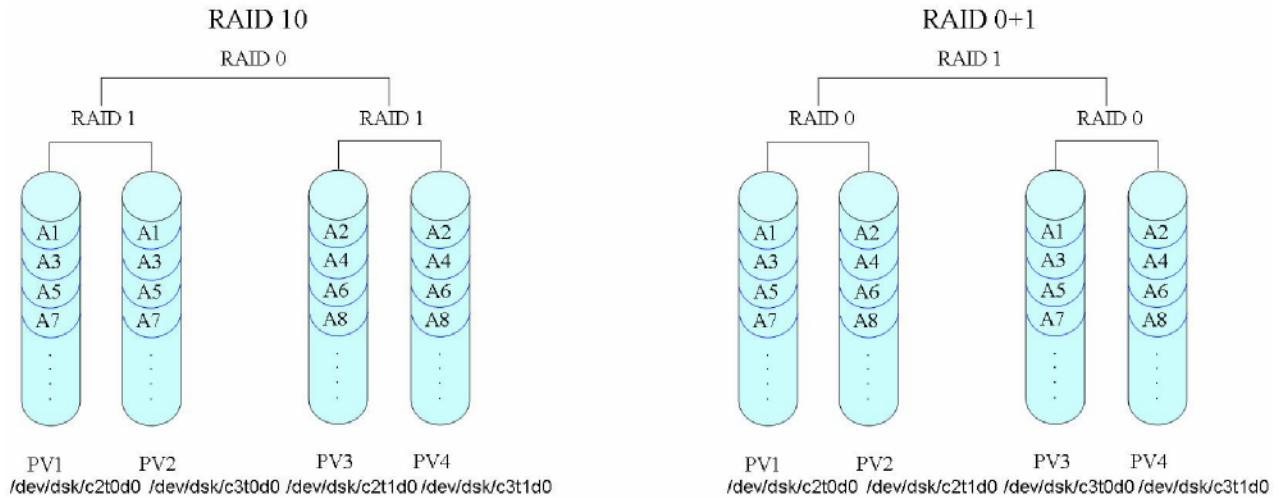 RAID 10
RAID 0
RAID 1 RAID 1
A1 A1 A2 A2
A3 A3 A4 A4
A5 A5 A6 A6
A7 A7 A8 A8
PV1 PV2 PV3 PV4
/dev/dsk/c2t0d0 /dev/dsk/c3t0d0 /dev/dsk/c2t1d0 /dev/dsk/c3t1d0
RAID 0+1
RAID 1
RAID 0 RAID 0
A1 A2 A1 A2
A3 A4 A3 A4
A5 A6 A5 A6
A7 A8 A7 A8
PV1 PV2 PV3 PV4
/dev/dsk/c2t0d0 /dev/dsk/c2t1d0 /dev/dsk/c3t0d0 /dev/dsk/c3t1d0